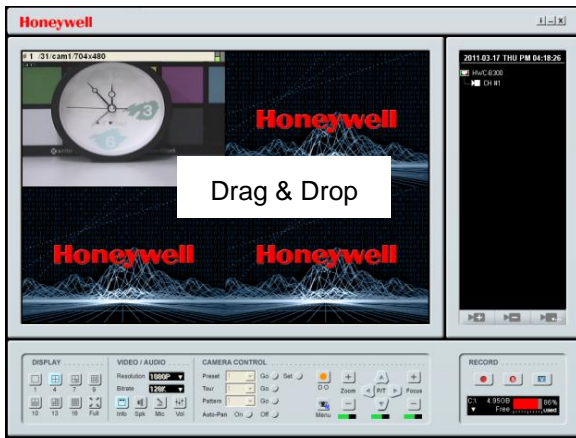 Honeywell
i – x
# 1 /31/cam1/704x480
2011-03-17 THU PM 04:18:26
HWC-8300
CH #1
Honeywell
Drag & Drop
Honeywell
Honeywell
DISPLAY
1 4 7 9
10 13 16 Full
VIDEO / AUDIO
Resolution 1080P
Bitrate 128K
Info Spk Mic Vol
CAMERA CONTROL
Preset Go Set
Tour Go
Pattern Go
Auto-Pan On Off
D O
Menu
Zoom
P/T
Focus
RECORD
C:\ 4.950B 86%
Free used